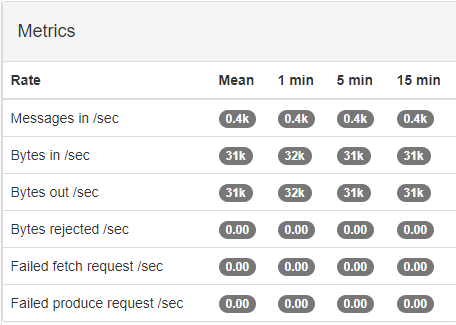 Metrics
Rate Mean 1 min 5 min 15 min
Messages in /sec 0.4k 0.4k 0.4k 0.4k
Bytes in /sec 31k 32k 31k 31k
Bytes out /sec 31k 32k 31k 31k
Bytes rejected /sec 0.00 0.00 0.00 0.00
Failed fetch request /sec 0.00 0.00 0.00 0.00
Failed produce request /sec 0.00 0.00 0.00 0.00